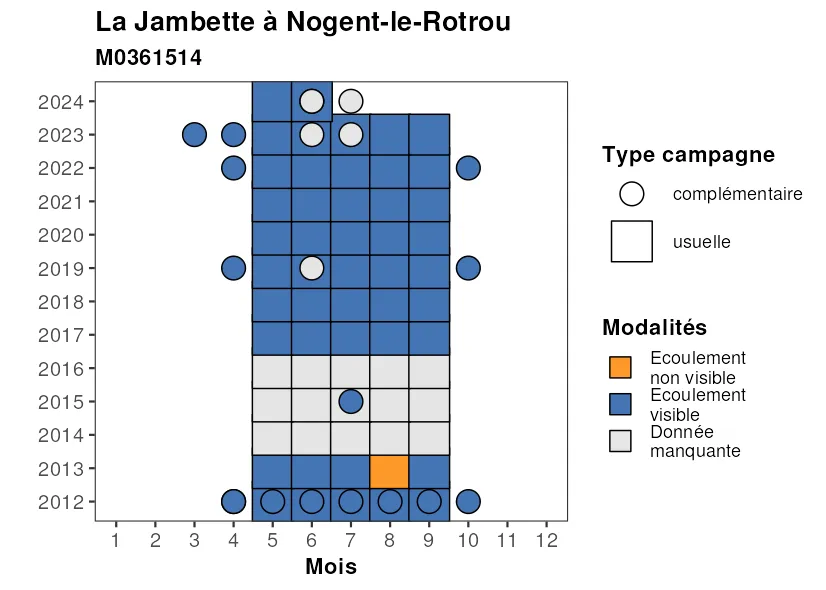 La Jambette à Nogent-le-Rotrou
M0361514
2024
2023
2022
2021
2020
2019
2018
2017
2016
2015
2014
2013
2012
1 2 3 4 5 6 7 8 9 10 11 12
Mois
Type campagne
complémentaire
usuelle
Modalités
Ecoulement
non visible
Ecoulement
visible
Donnée
manquante